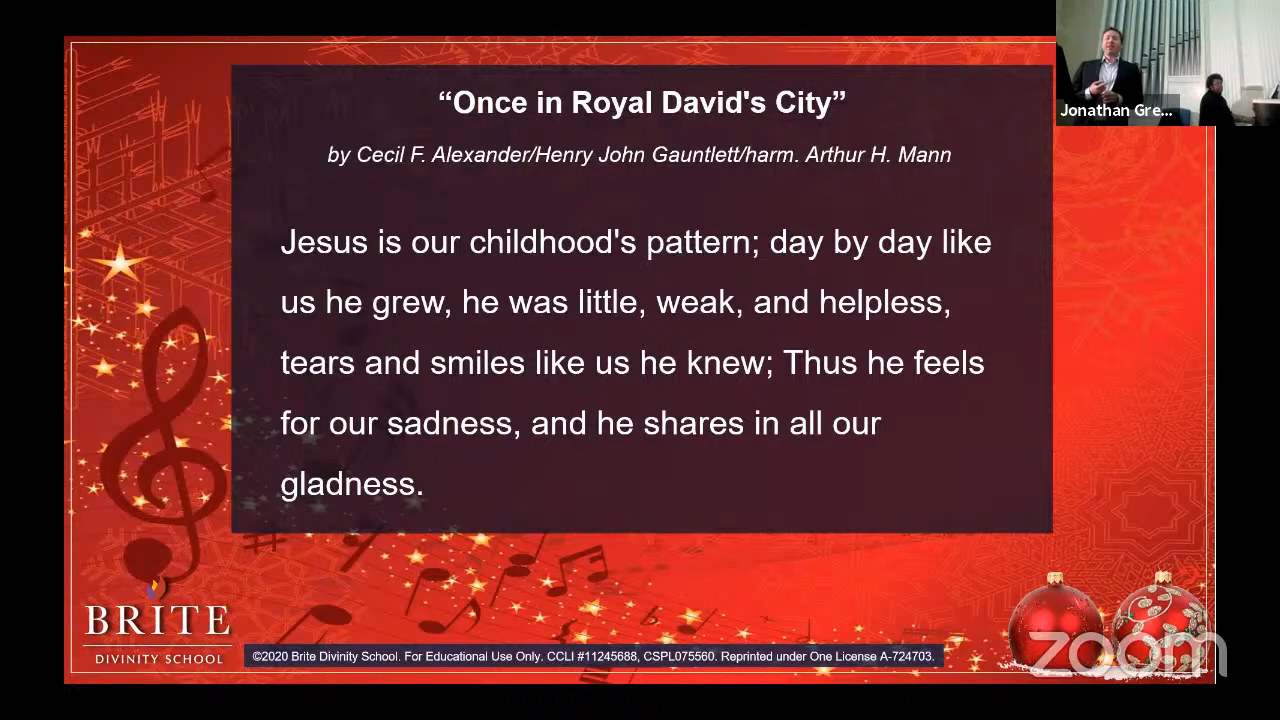 “Once in Royal David's City”
by Cecil F. Alexander/Henry John Gauntlett/harm. Arthur H. Mann
Jesus is our childhood's pattern; day by day like
us he grew, he was little, weak, and helpless,
tears and smiles like us he knew; Thus he feels
for our sadness, and he shares in all our
gladness.
Jonathan Gre...
BRITE
DIVINITY SCHOOL
©2020 Brite Divinity School. For Educational Use Only. CCLI #11245688, CSPL075560. Reprinted under One License A-724703.
zoom